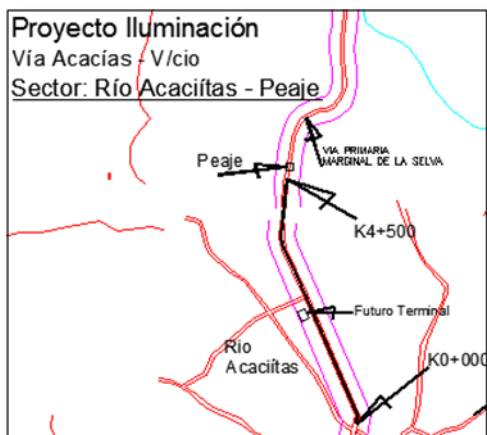 Proyecto Iluminación
Vía Acacías - V/cio
Sector: Río Acaciítas - Peaje
VIA PRIMARIA
MARGINAL DE LA SELVA
Peaje
K4+500
Futuro Terminal
Río
Acaciítas
K0+000